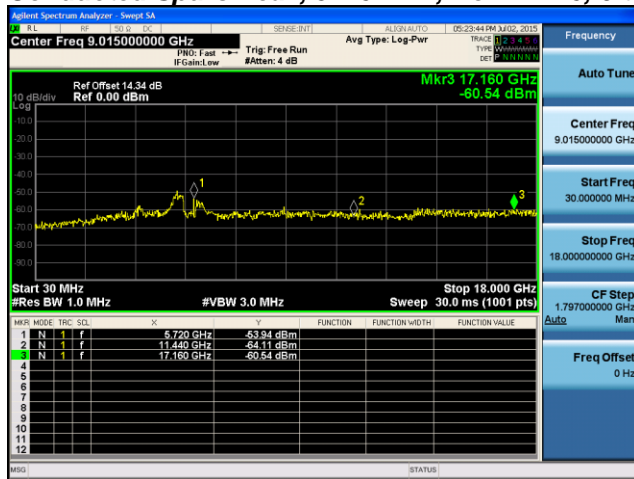 Agilent Spectrum Analyzer - Swept SA
RL RF 50 Ω DC SENSE:INT ALIGN AUTO 05:23:44 PM Jul 02, 2015
Center Freq 9.015000000 GHz
PNO: Fast
IFGain:Low
Trig: Free Run
#Atten: 4 dB
Avg Type: Log-Pwr
TRACE 1 2 3 4 5 6
TYPE
DET P N N N N N
Ref Offset 14.34 dB
10 dB/div Ref 0.00 dBm
Log
Mkr3 17.160 GHz
-60.54 dBm
-10.0
-20.0
-30.0
-40.0
-50.0
-60.0
-70.0
-80.0
-90.0
1
2
3
Start 30 MHz
Stop 18.000 GHz
#Res BW 1.0 MHz #VBW 3.0 MHz Sweep 30.0 ms (1001 pts)
MKR MODE TRC SCL X Y FUNCTION FUNCTION WIDTH FUNCTION VALUE
1 N 1 f 5.720 GHz -53.94 dBm
2 N 1 f 11.440 GHz -64.11 dBm
3 N 1 f 17.160 GHz -60.54 dBm
4
5
6
7
8
9
10
11
12
MSG STATUS
Frequency
Auto Tune
Center Freq
9.015000000 GHz
Start Freq
30.000000 MHz
Stop Freq
18.000000000 GHz
CF Step
1.797000000 GHz
Auto Man
Freq Offset
0 Hz